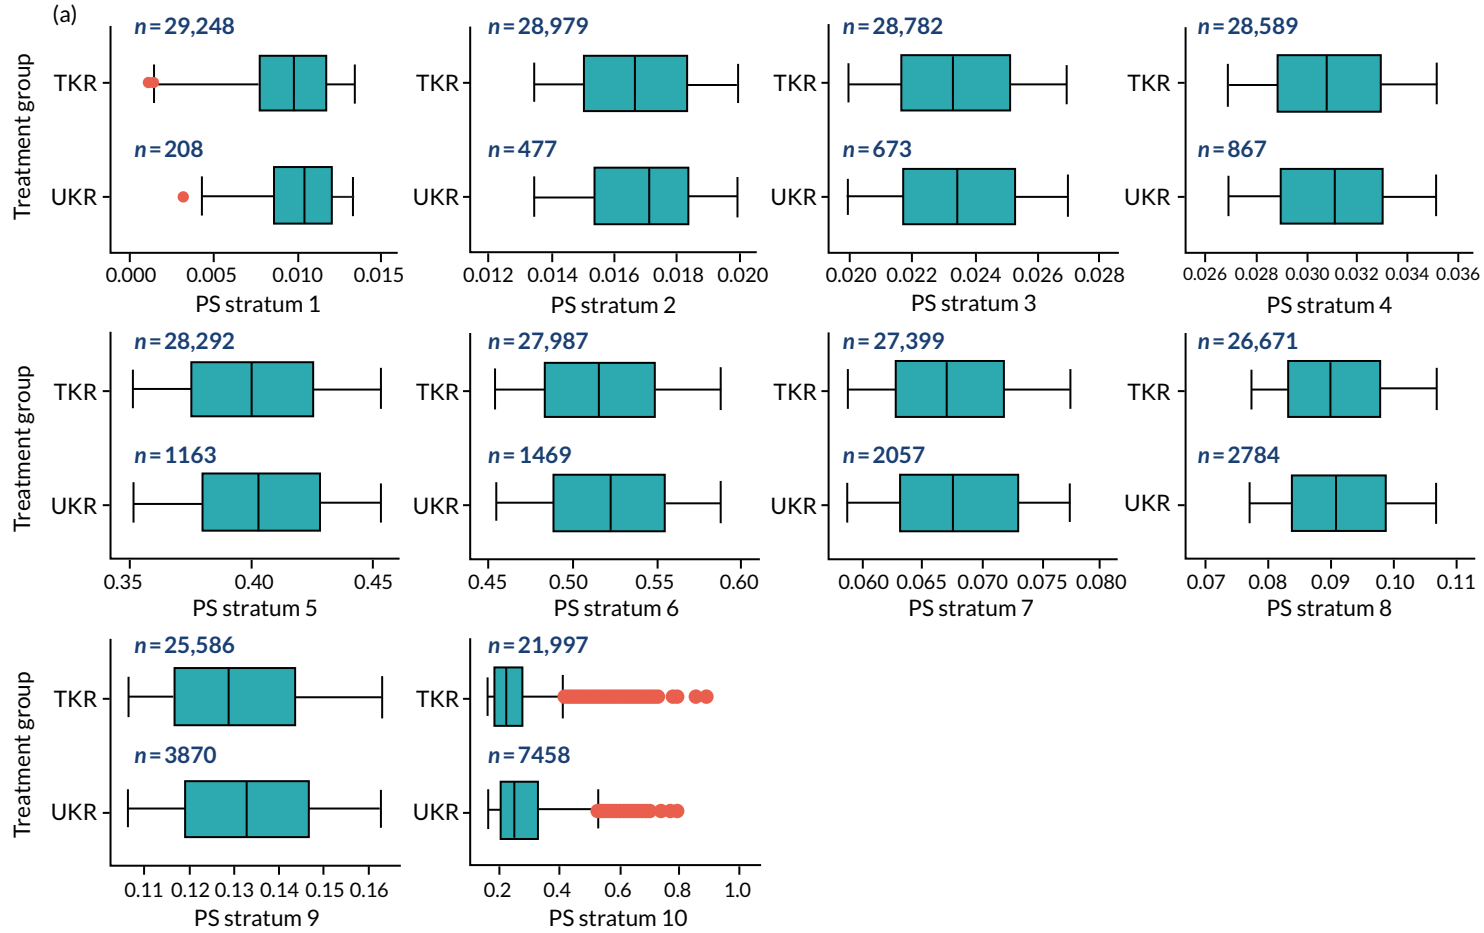 (a)
n=29,248
n=28,979
n=28,782
n=28,589
Treatment group
TKR
TKR
TKR
TKR
n=208
n=477
n=673
n=867
UKR
UKR
UKR
UKR
0.000 0.005 0.010 0.015
0.012 0.014 0.016 0.018 0.020
0.020 0.022 0.024 0.026 0.028
0.026 0.028 0.030 0.032 0.034 0.036
PS stratum 1
PS stratum 2
PS stratum 3
PS stratum 4
n=28,292
n=27,987
n=27,399
n=26,671
Treatment group
TKR
TKR
TKR
TKR
n=1163
n=1469
n=2057
n=2784
UKR
UKR
UKR
UKR
0.35 0.40 0.45
0.45 0.50 0.55 0.60
0.060 0.065 0.070 0.075 0.080
0.07 0.08 0.09 0.10 0.11
PS stratum 5
PS stratum 6
PS stratum 7
PS stratum 8
n=25,586
n=21,997
Treatment group
TKR
TKR
n=3870
n=7458
UKR
UKR
0.11 0.12 0.13 0.14 0.15 0.16
0.2 0.4 0.6 0.8 1.0
PS stratum 9
PS stratum 10